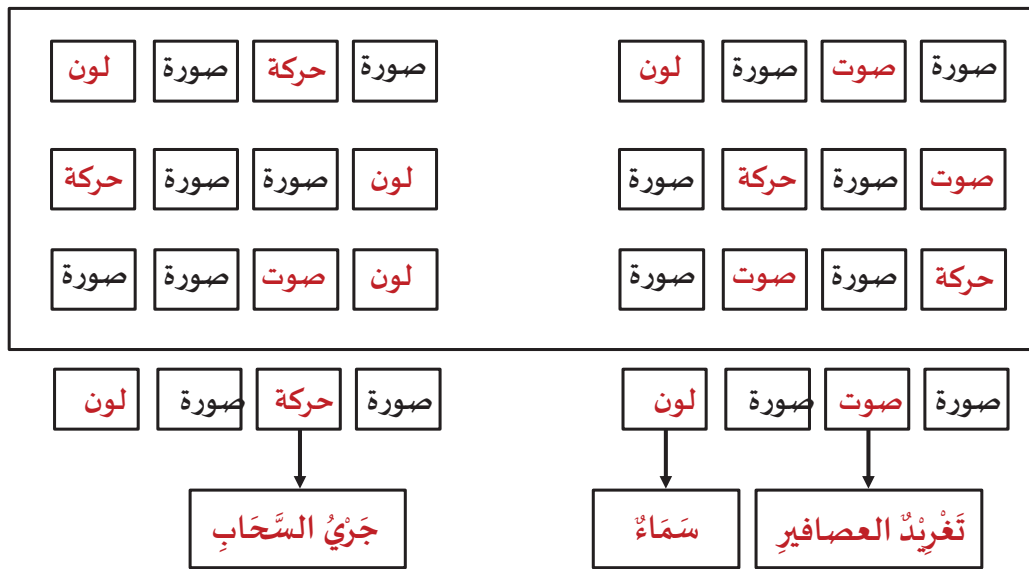 صورة صوت صورة لون صورة حركة صورة لون
صوت صورة حركة صورة لون صورة صورة حركة
حركة صورة صوت صورة لون صوت صورة صورة
صورة صوت صورة لون صورة حركة صورة لون
تَغْرِيْدٌ العصافيرِ سَمَاءٌ جَرْيُ السَّحَابِ